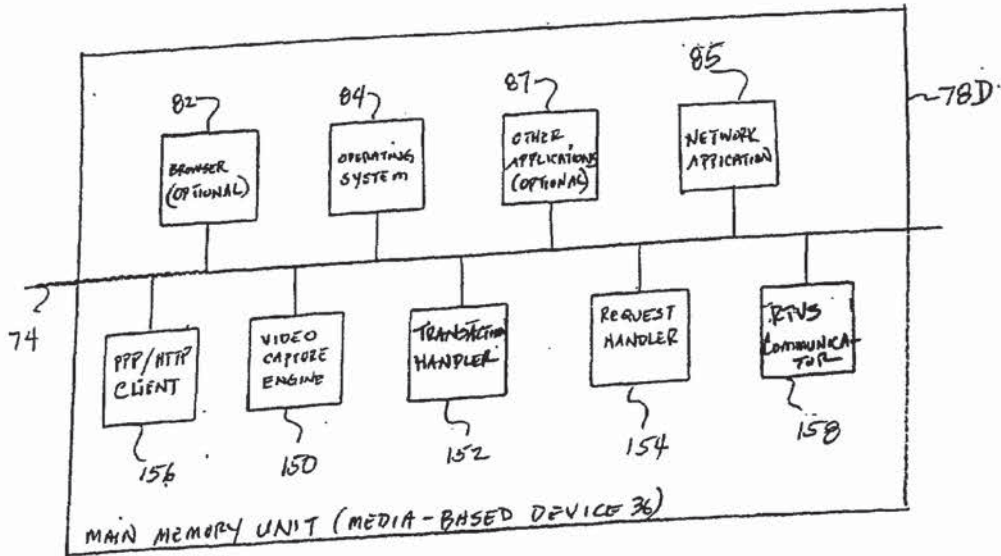 82
84
87
85
78D
BROWSER
(OPTIONAL)
OPERATING
SYSTEM
OTHER
APPLICATIONS
(OPTIONAL)
NETWORK
APPICATION
74
PPP/HTTP
CLIENT
VIDEO
CAPTURE
ENGINE
TRANSACTION
HANDLER
REQUEST
HANDLER
RTVS
COMMUNICA-
TOR
156
150
152
154
158
MAIN MEMORY UNIT (MEDIA-BASED DEVICE 36)